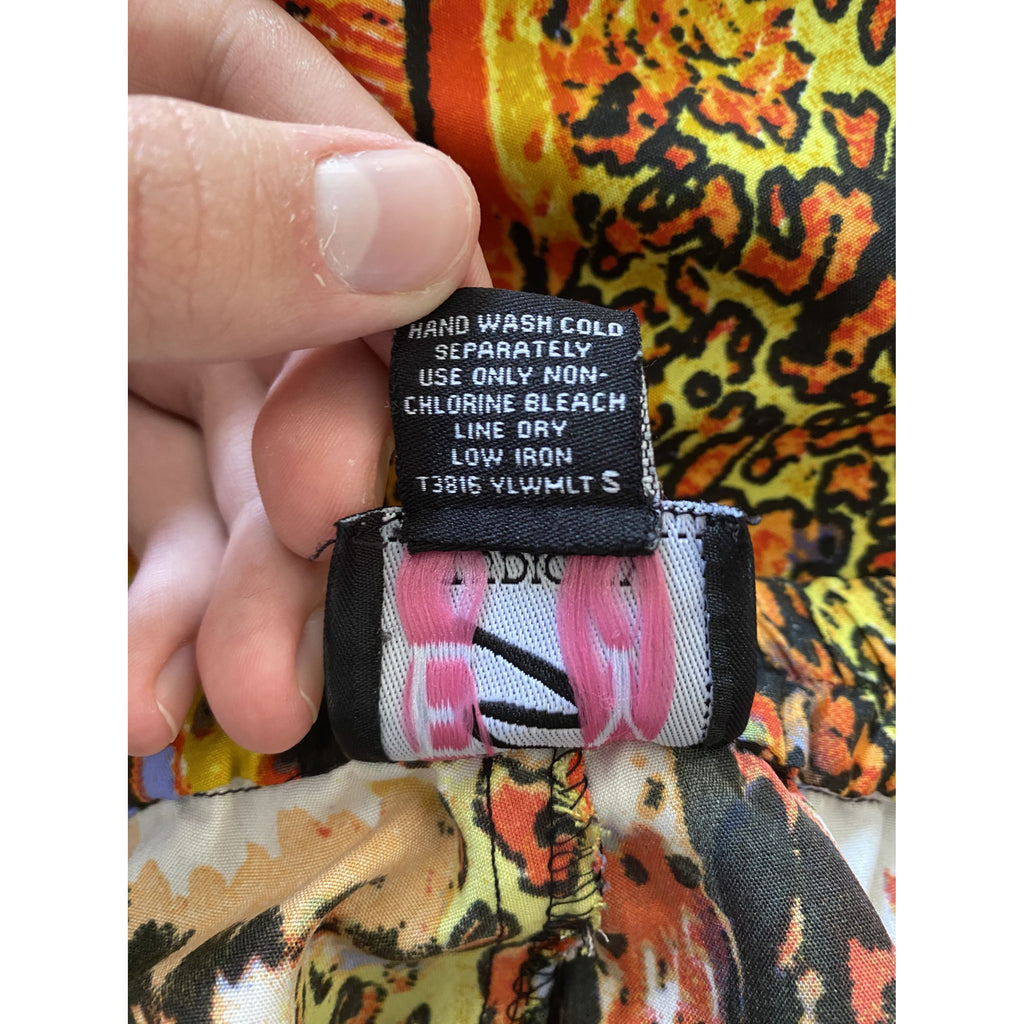 HAND WASH COLD
SEPARATELY
USE ONLY NON-
CHLORINE BLEACH
LINE DRY
LOW IRON
T3816 YLWMLT S